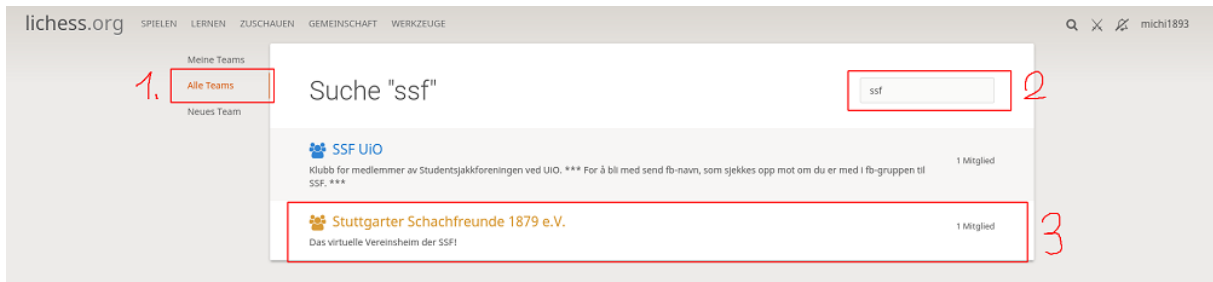 lichess.org SPIELEN LERNEN ZUSCHAUEN GEMEINSCHAFT WERKZEUGE michi1893
Meine Teams
1. Alle Teams
Neues Team
Suche "ssf"
ssf 2
SSF UiO
1 Mitglied
Klubb for medlemmer av Studentsjakkforeningen ved UiO. *** For å bli med send fb-navn, som sjekkes opp mot om du er med i fb-gruppen til
SSF. ***
Stuttgarter Schachfreunde 1879 e.V.
1 Mitglied 3
Das virtuelle Vereinsheim der SSF!